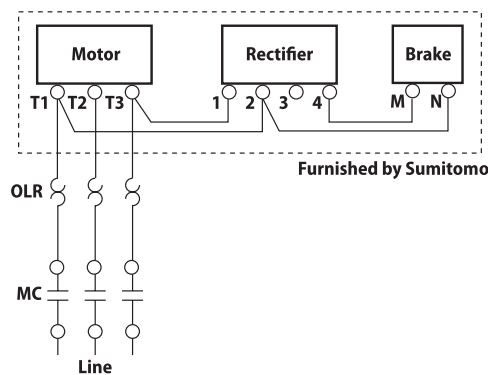 Motor Rectifier Brake
T1 T2 T3 1 2 3 4 M N
Furnished by Sumitomo
OLR
MC
Line